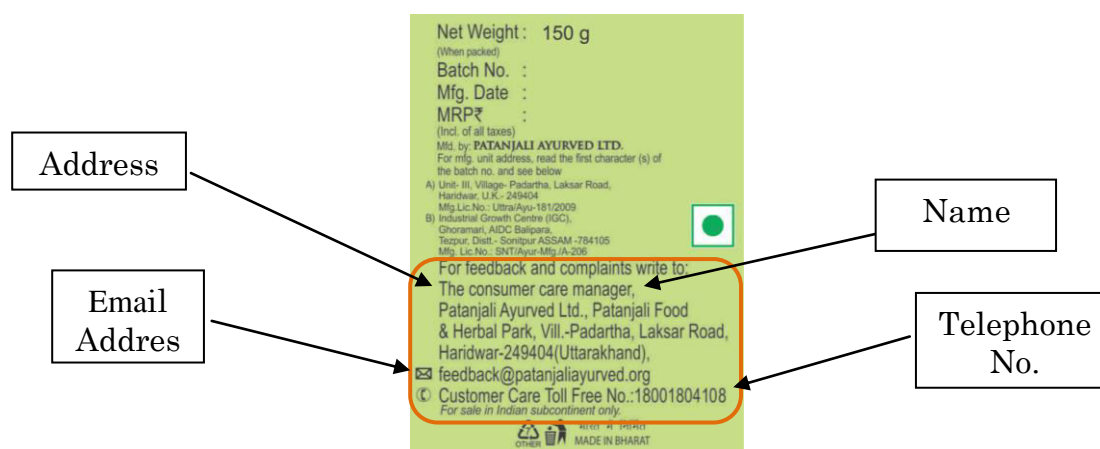 Net Weight : 150 g
(When packed)
Batch No. :
Mfg. Date :
MRP₹ :
(Incl. of all taxes)
Mfd. by: PATANJALI AYURVED LTD.
For mfg. unit address, read the first character (s) of
the batch no. and see below
A) Unit- III, Village- Padartha, Laksar Road,
Haridwar, U.K.- 249404
Mfg.Lic.No.: Uttra/Ayu-181/2009
B) Industrial Growth Centre (IGC),
Ghoramari, AIDC Balipara,
Tezpur, Distt.- Sonitpur ASSAM -784105
Mfg. Lic.No.: SNT/Ayur-Mfg./A-206
For feedback and complaints write to:
The consumer care manager,
Patanjali Ayurved Ltd., Patanjali Food
& Herbal Park, Vill.-Padartha, Laksar Road,
Haridwar-249404(Uttarakhand),
feedback@patanjaliayurved.org
Customer Care Toll Free No.:18001804108
For sale in Indian subcontinent only.
7
OTHER
भारत में निर्मित
MADE IN BHARAT
Address
Email
Addres
Name
Telephone
No.